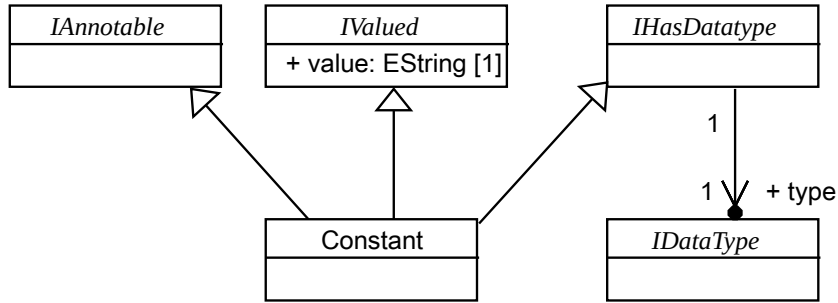 IAnnotable
IValued
+ value: EString [1]
IHasDatatype
1
1
+ type
Constant
IDataType